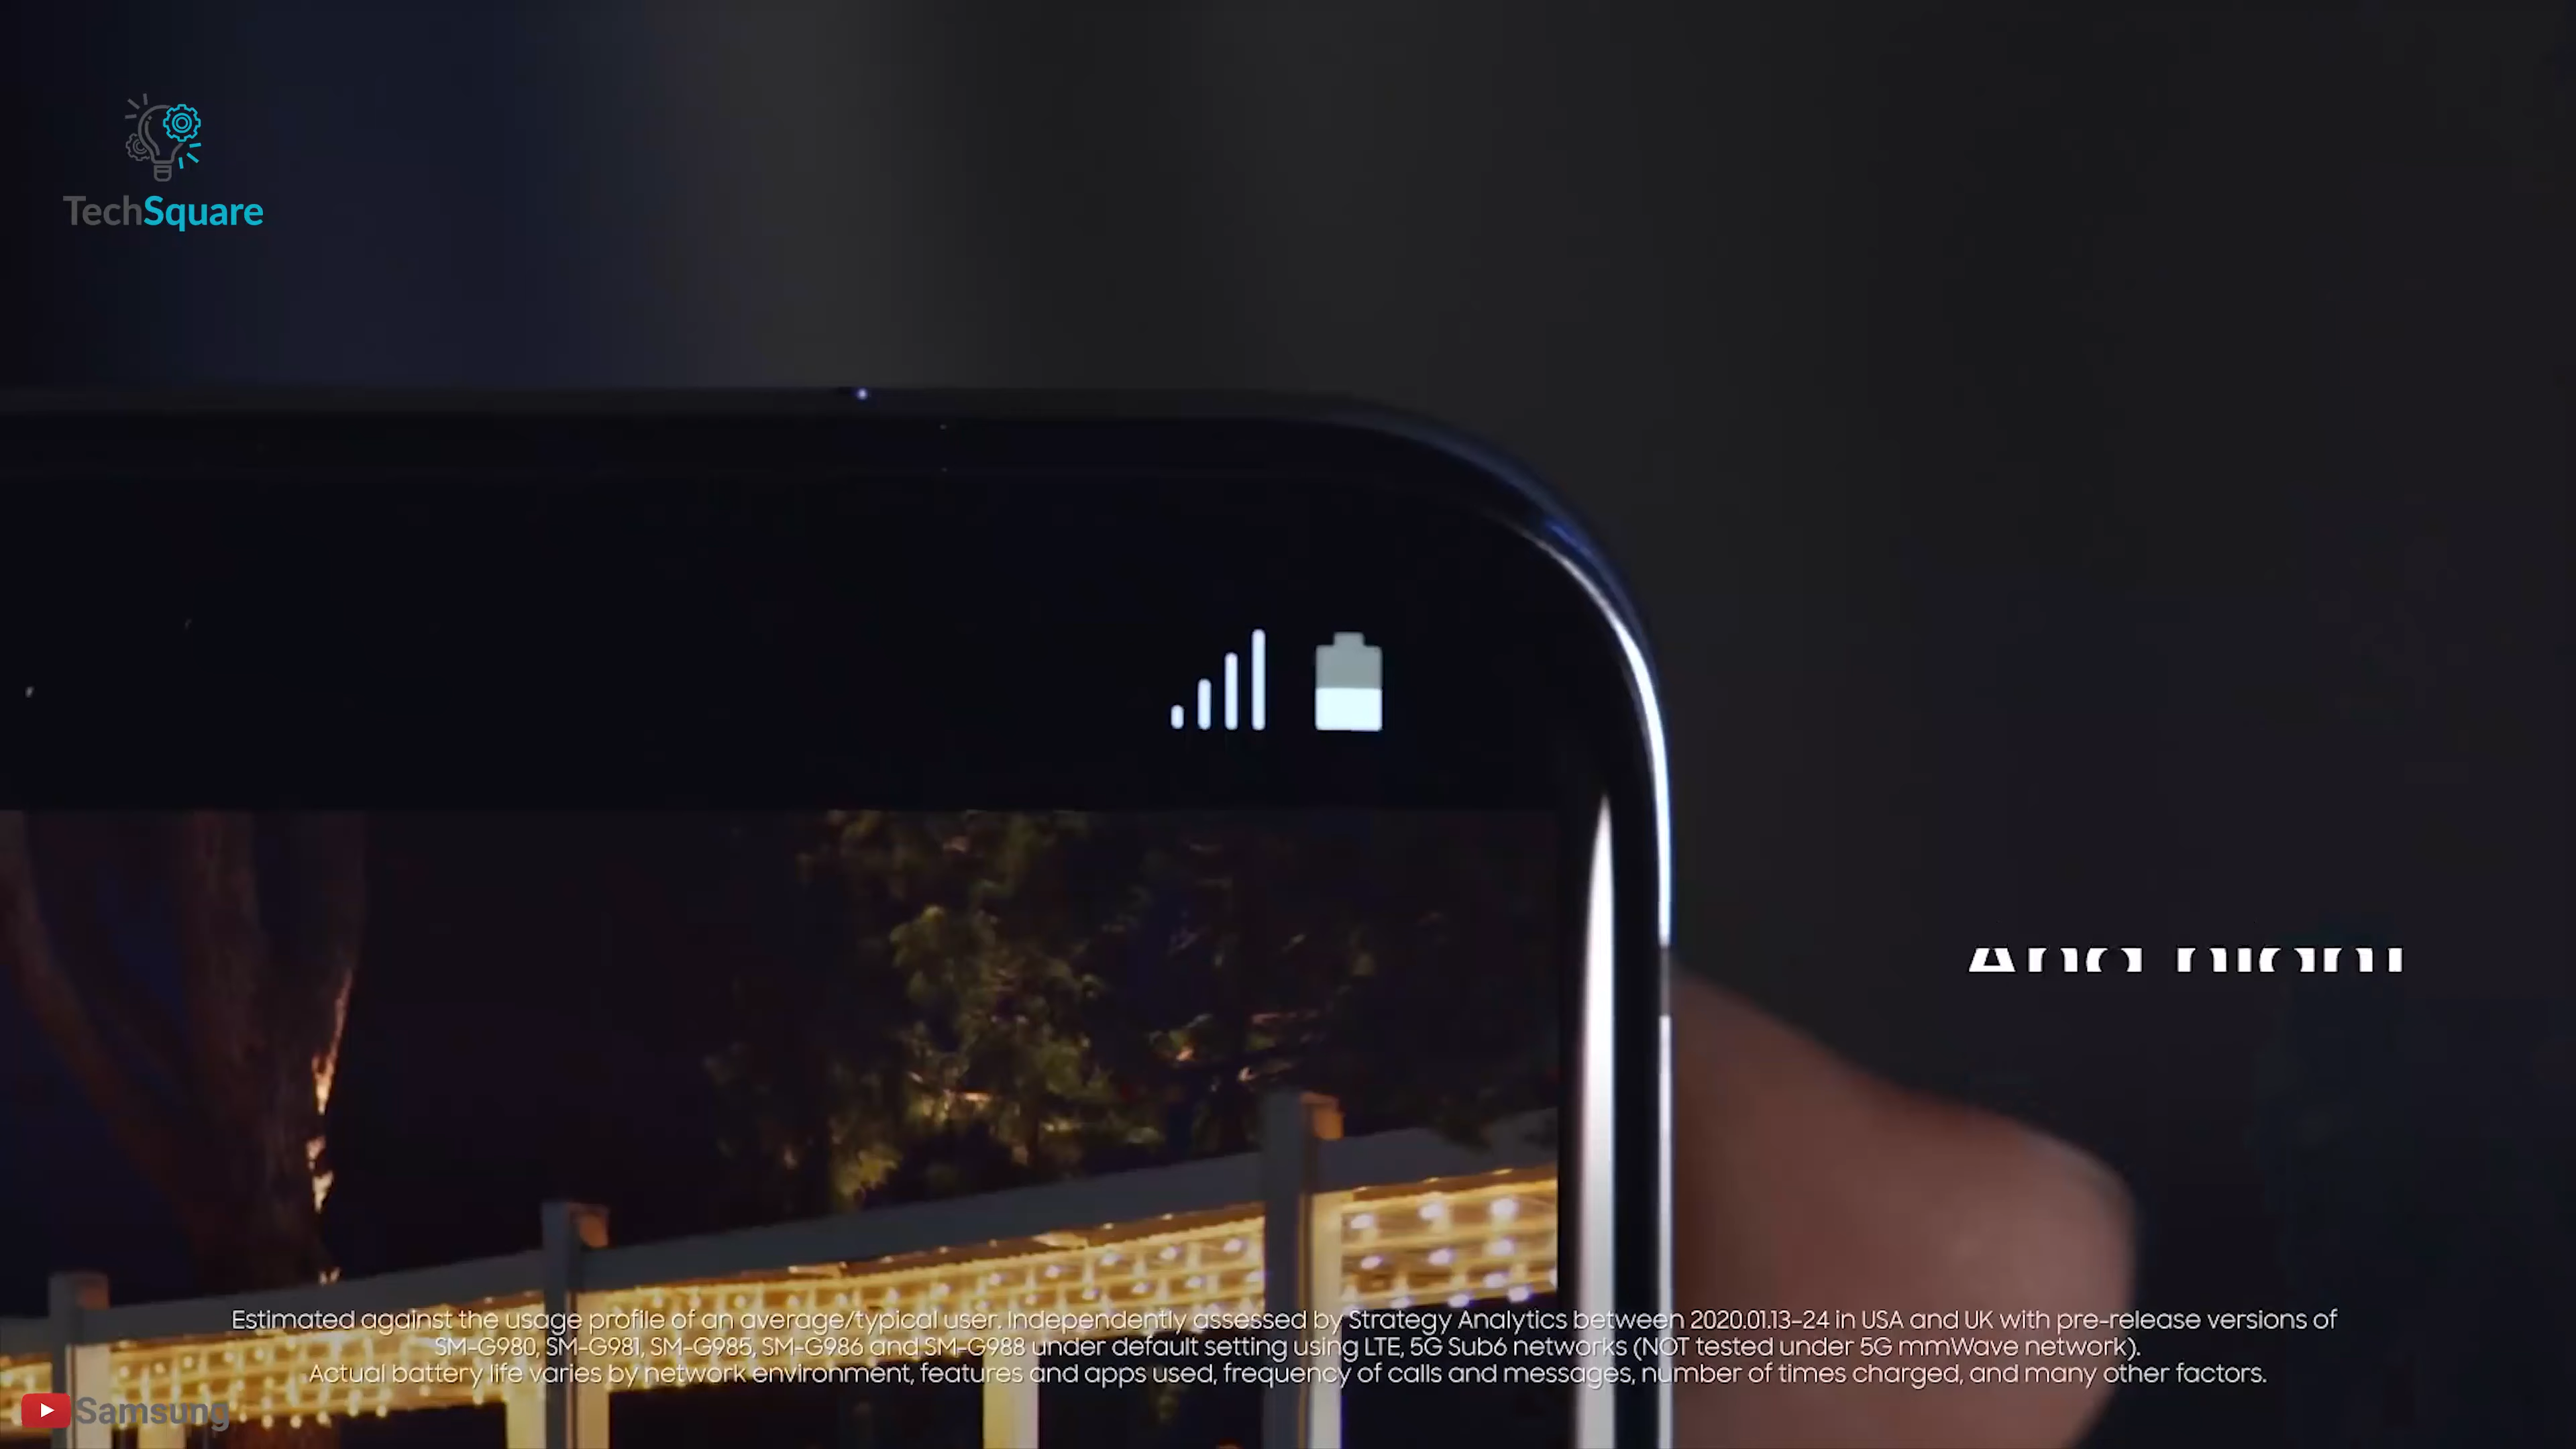 TechSquare
Estimated against the usage profile of an average/typical user. Independently assessed by Strategy Analytics between 2020.01.13-24 in USA and UK with pre-release versions of
SM-G980, SM-G981, SM-G985, SM-G986 and SM-G988 under default setting using LTE, 5G Sub6 networks (NOT tested under 5G mmWave network).
Actual battery life varies by network environment, features and apps used, frequency of calls and messages, number of times charged, and many other factors.
Samsung